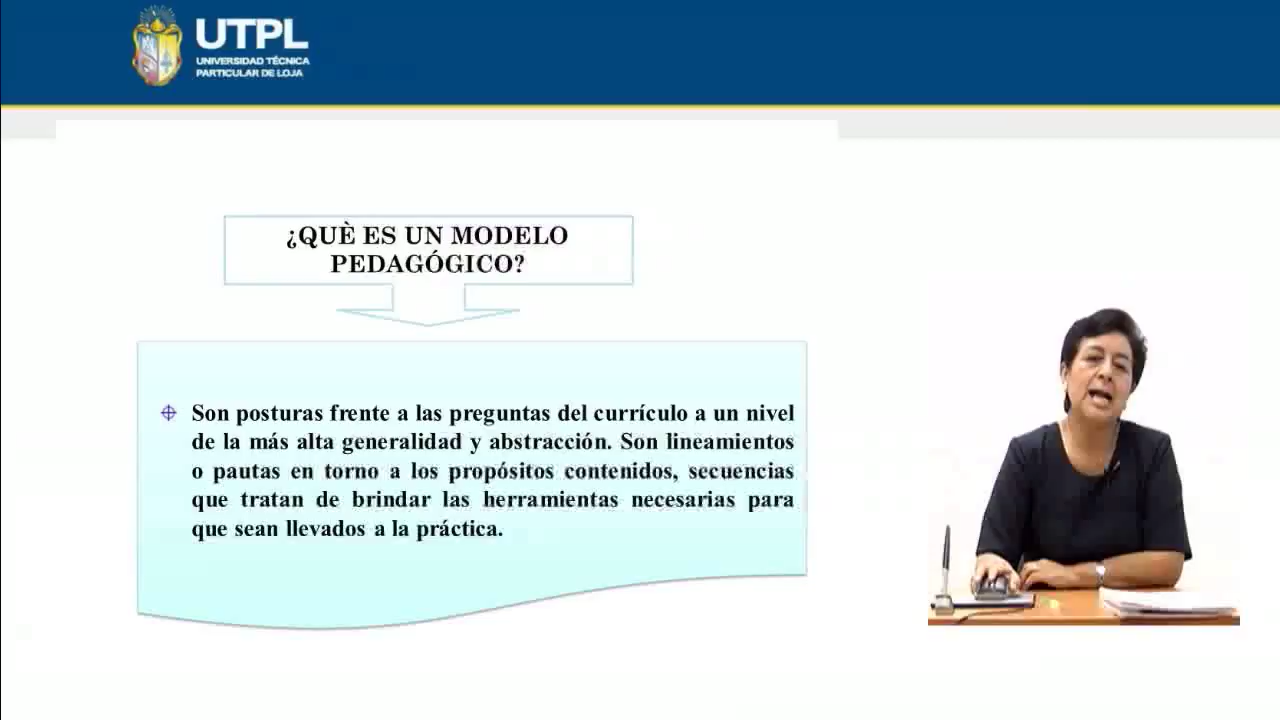 UTPL
UNIVERSIDAD TÉCNICA
PARTICULAR DE LOJA
¿QUÈ ES UN MODELO
PEDAGÓGICO?
Son posturas frente a las preguntas del currículo a un nivel
de la más alta generalidad y abstracción. Son lineamientos
o pautas en torno a los propósitos contenidos, secuencias
que tratan de brindar las herramientas necesarias para
que sean llevados a la práctica.